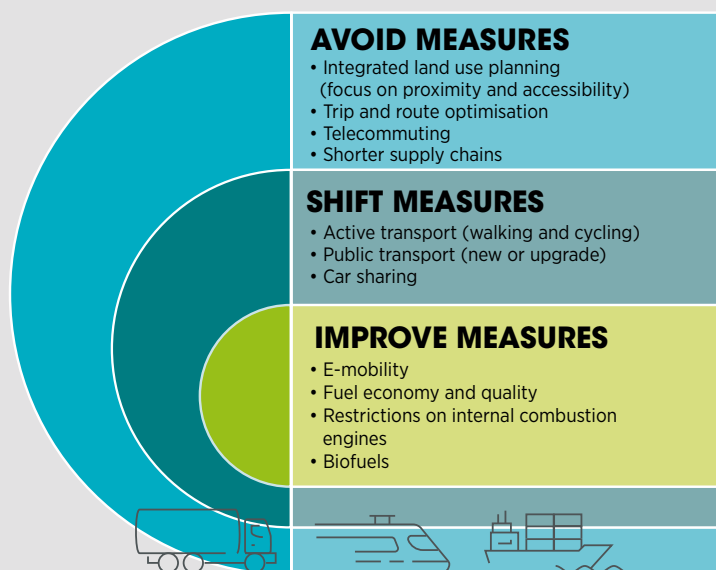 AVOID MEASURES
• Integrated land use planning
(focus on proximity and accessibility)
• Trip and route optimisation
• Telecommuting
• Shorter supply chains
SHIFT MEASURES
• Active transport (walking and cycling)
• Public transport (new or upgrade)
• Car sharing
IMPROVE MEASURES
• E-mobility
• Fuel economy and quality
• Restrictions on internal combustion
engines
• Biofuels